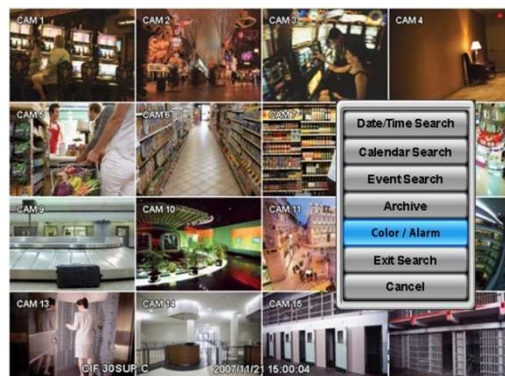 CAM 1
CAM 2
CAM 3
CAM 4
CAM 5
CAM 6
CAM 7
CAM 9
CAM 10
CAM 11
CAM 13
CAM 14
CAM 15
Date/Time Search
Calendar Search
Event Search
Archive
Color / Alarm
Exit Search
Cancel
CIF 30SUP C
2007/11/21 15:00:04